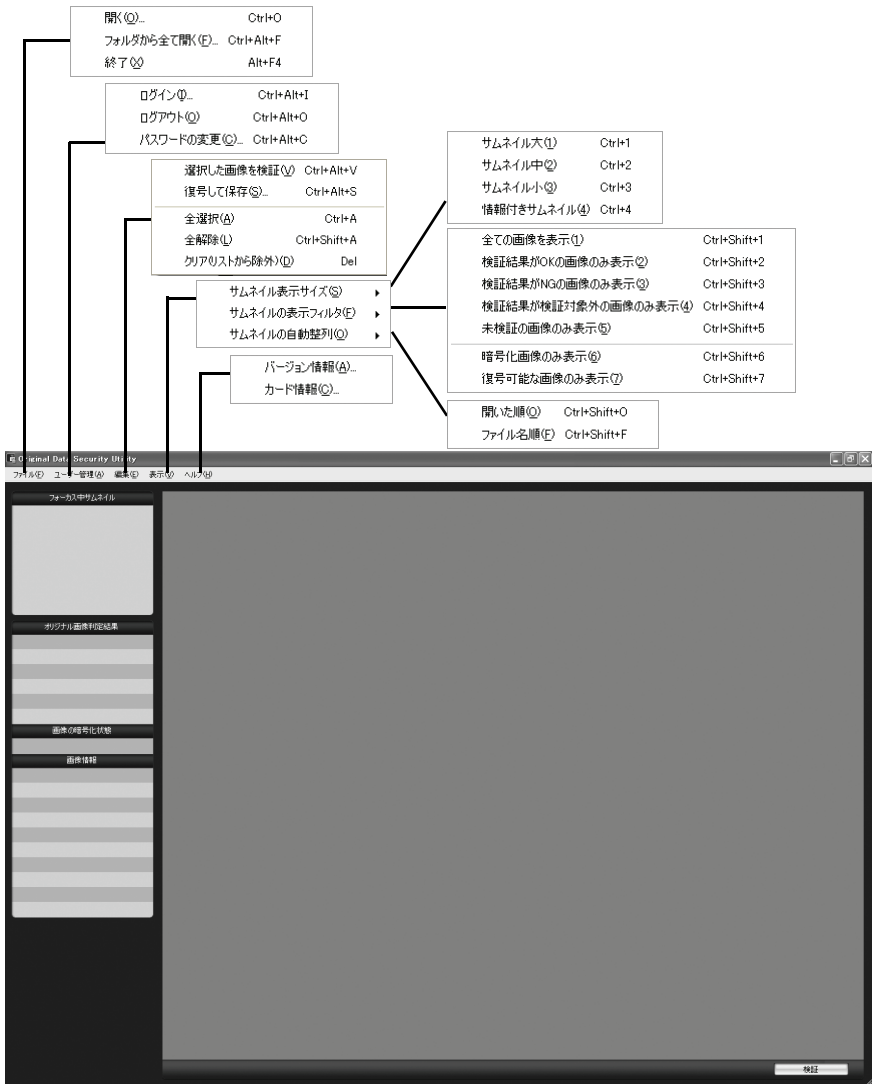 開く(O)... Ctrl+O
フォルダから全て開く(F)... Ctrl+Alt+F
終了(X) Alt+F4
ログイン(I)... Ctrl+Alt+I
ログアウト(O) Ctrl+Alt+O
パスワードの変更(C)... Ctrl+Alt+C
選択した画像を検証(V) Ctrl+Alt+V
復号して保存(S)... Ctrl+Alt+S
全選択(A) Ctrl+A
全解除(L) Ctrl+Shift+A
クリア(リストから除外)(D) Del
サムネイル表示サイズ(S)
サムネイルの表示フィルタ(F)
サムネイルの自動整列(O)
バージョン情報(A)...
カード情報(C)...
サムネイル大(1) Ctrl+1
サムネイル中(2) Ctrl+2
サムネイル小(3) Ctrl+3
情報付きサムネイル(4) Ctrl+4
全ての画像を表示(1) Ctrl+Shift+1
検証結果がOKの画像のみ表示(2) Ctrl+Shift+2
検証結果がNGの画像のみ表示(3) Ctrl+Shift+3
検証結果が検証対象外の画像のみ表示(4) Ctrl+Shift+4
未検証の画像のみ表示(5) Ctrl+Shift+5
暗号化画像のみ表示(6) Ctrl+Shift+6
復号可能な画像のみ表示(7) Ctrl+Shift+7
開いた順(O) Ctrl+Shift+O
ファイル名順(F) Ctrl+Shift+F
Original Data Security Utility
ファイル(F) ユーザー管理(A) 編集(E) 表示(V) ヘルプ(H)
フォーカス中サムネイル
オリジナル画像判定結果
画像の暗号化状態
画像情報
検証